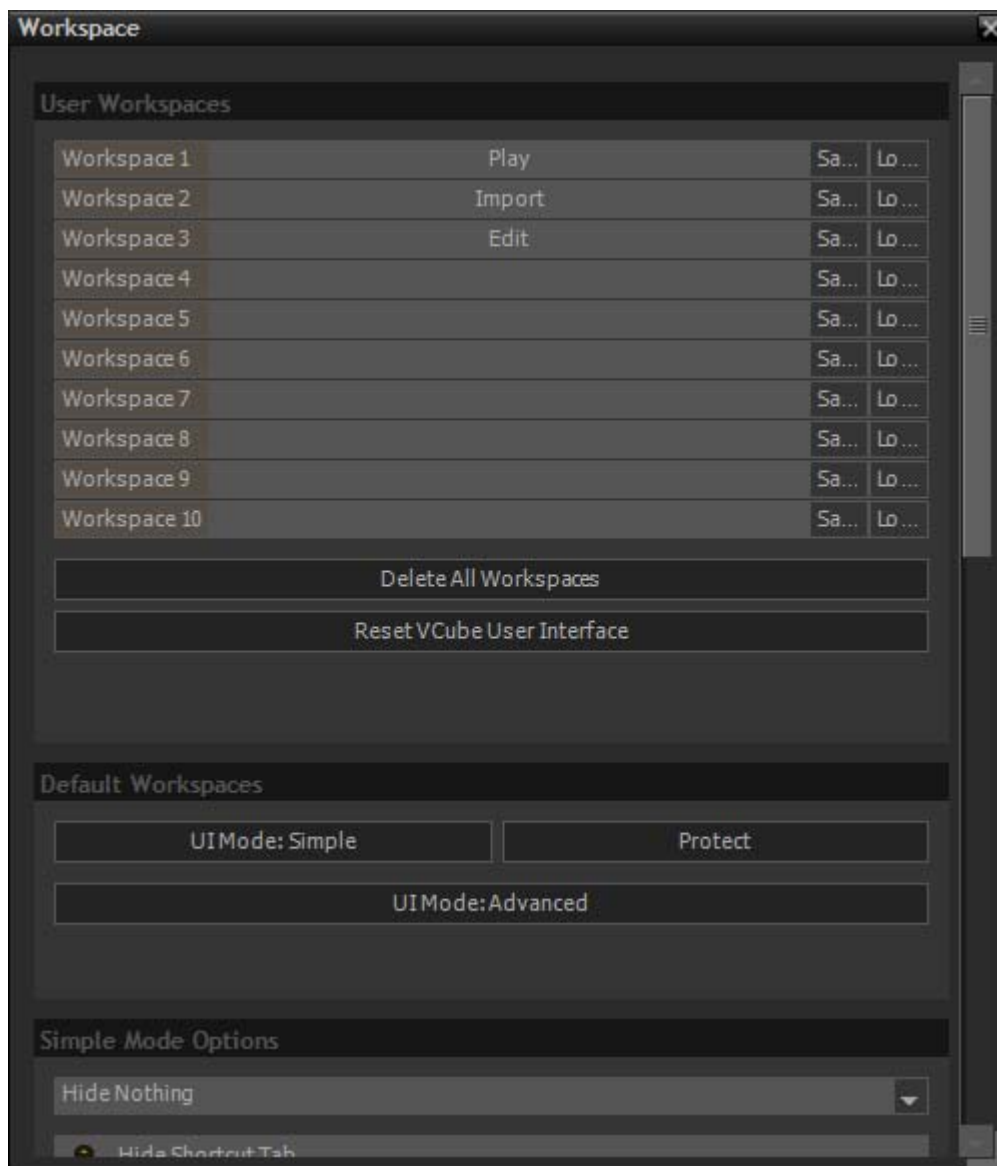 Workspace
User Workspaces
Workspace 1 Play Sa... Lo...
Workspace 2 Import Sa... Lo...
Workspace 3 Edit Sa... Lo...
Workspace 4 Sa... Lo...
Workspace 5 Sa... Lo...
Workspace 6 Sa... Lo...
Workspace 7 Sa... Lo...
Workspace 8 Sa... Lo...
Workspace 9 Sa... Lo...
Workspace 10 Sa... Lo...
Delete All Workspaces
Reset VCube User Interface
Default Workspaces
UI Mode: Simple Protect
UI Mode: Advanced
Simple Mode Options
Hide Nothing
Hide Shortcut Tab